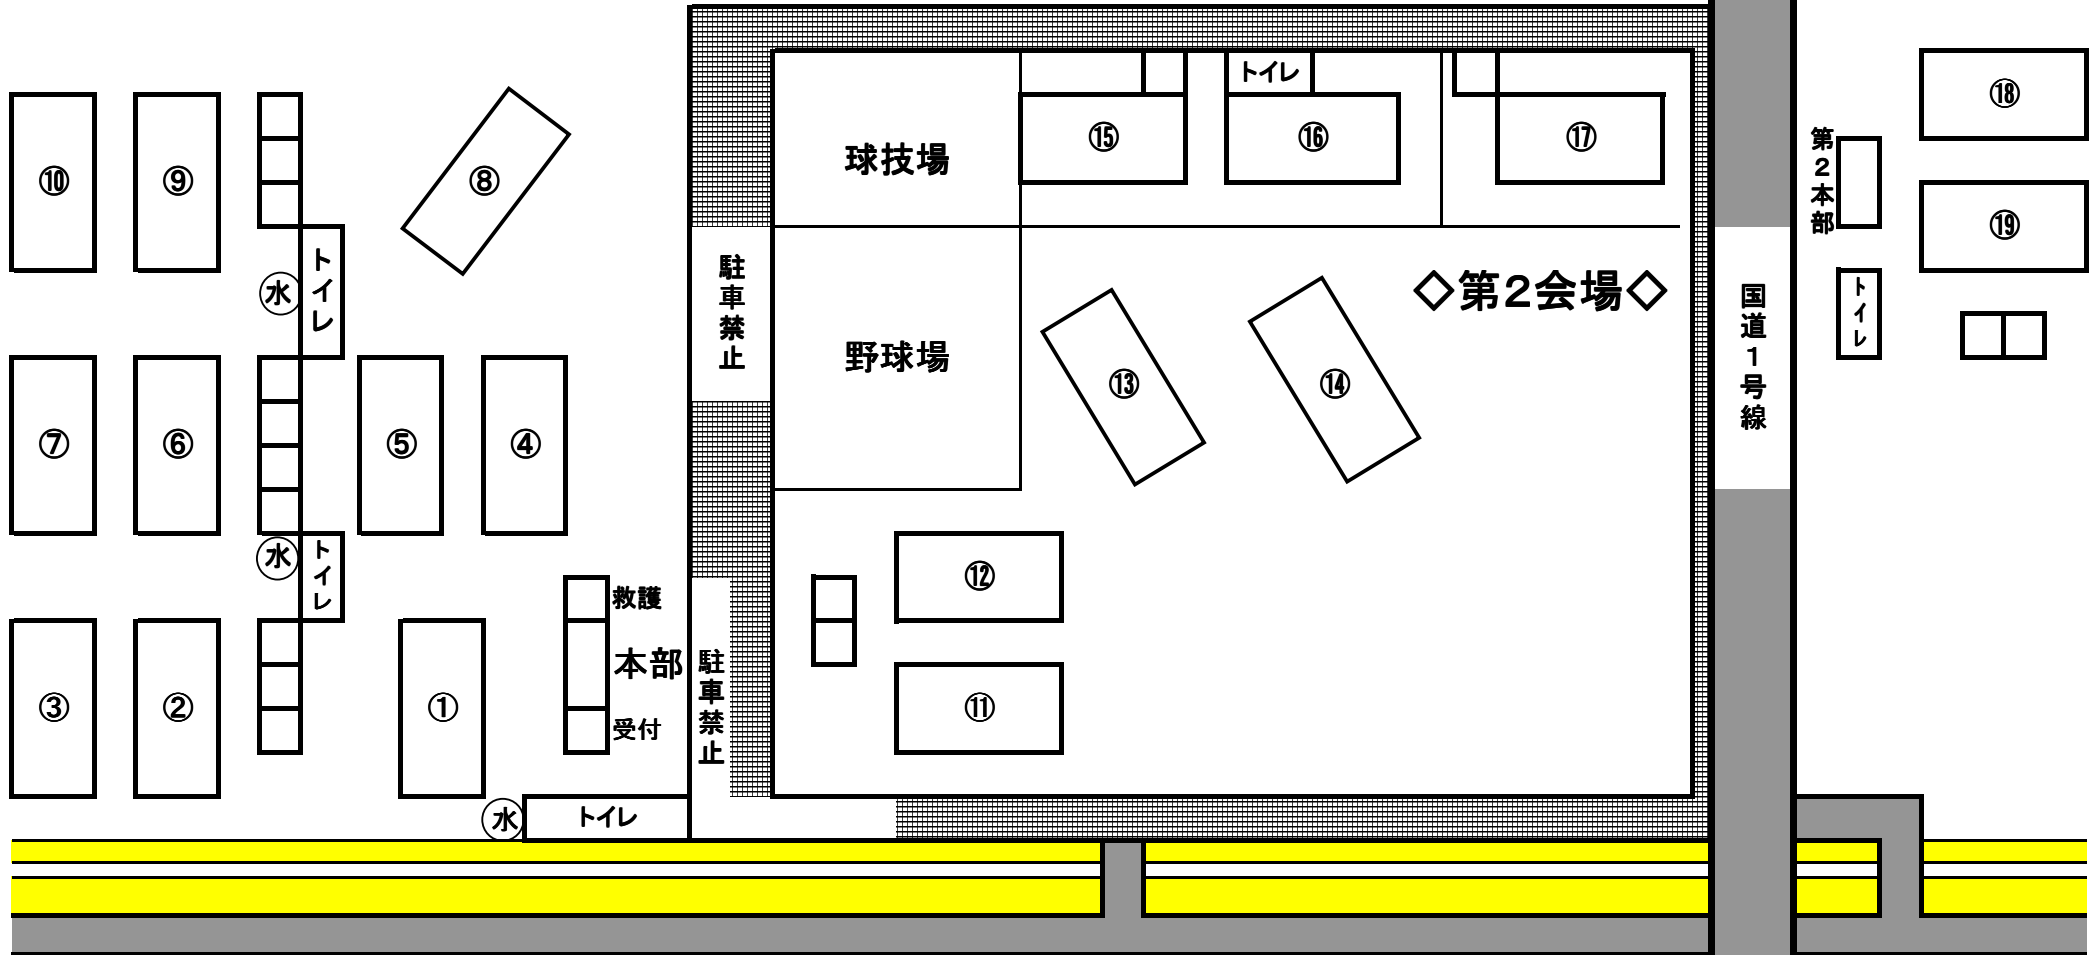 ⑩
⑨
⑧
トイレ
水
⑦
⑥
⑤
④
水
トイレ
③
②
①
救護
本部
受付
水
トイレ
駐車禁止
駐車禁止
球技場
野球場
⑮
トイレ
⑯
⑰
◇第2会場◇
⑬
⑭
⑫
⑪
国道1号線
第2本部
トイレ
⑱
⑲